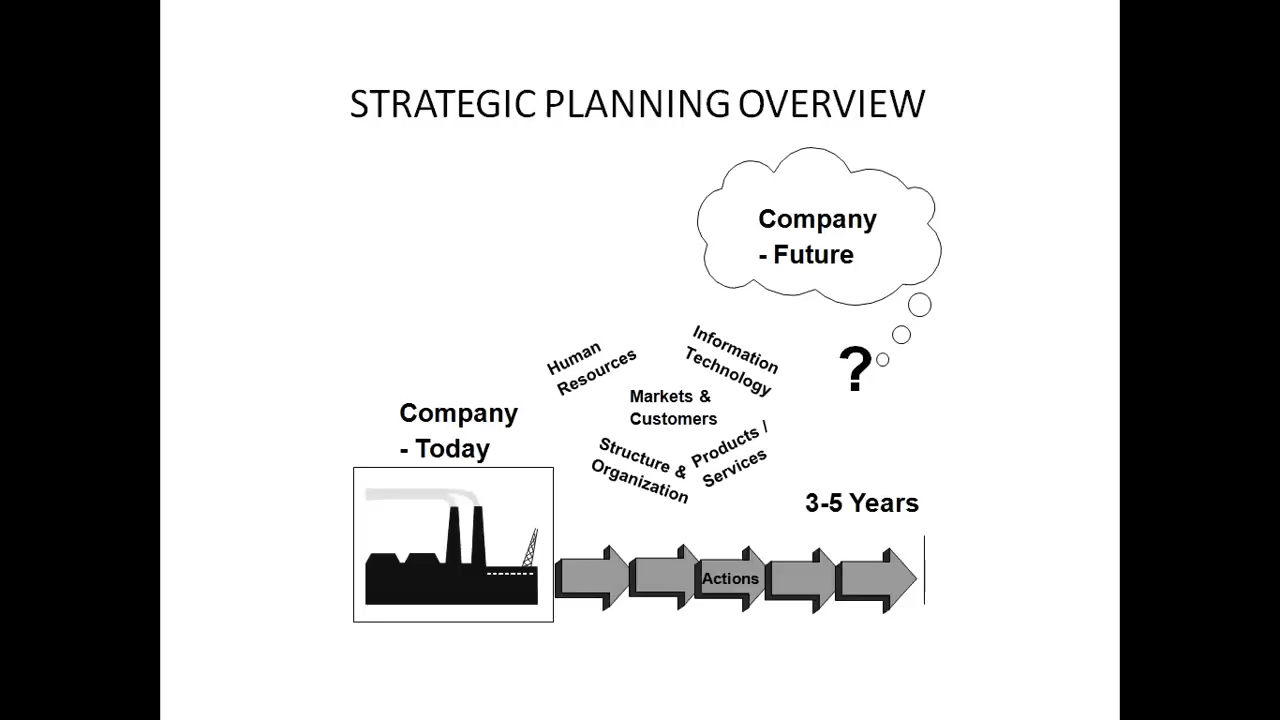 STRATEGIC PLANNING OVERVIEW
Company
- Future
Human
Resources
Information
Technology
?
Markets &
Customers
Company
- Today
Structure &
Organization
Products /
Services
3-5 Years
Actions